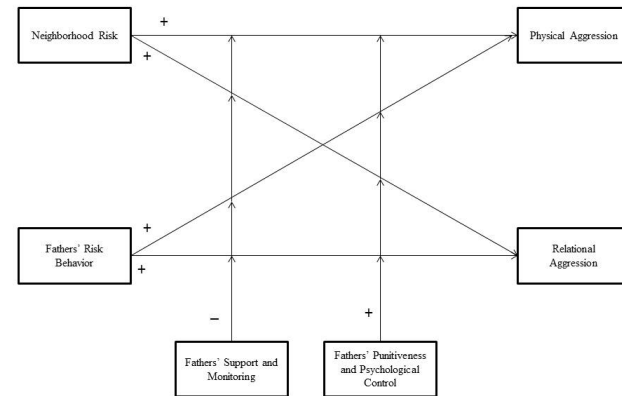 +
Neighborhood Risk
Physical Aggression
+
+
Fathers' Risk
Behavior
+
Relational
Aggression
–
+
Fathers' Support and
Monitoring
Fathers' Punitiveness
and Psychological
Control